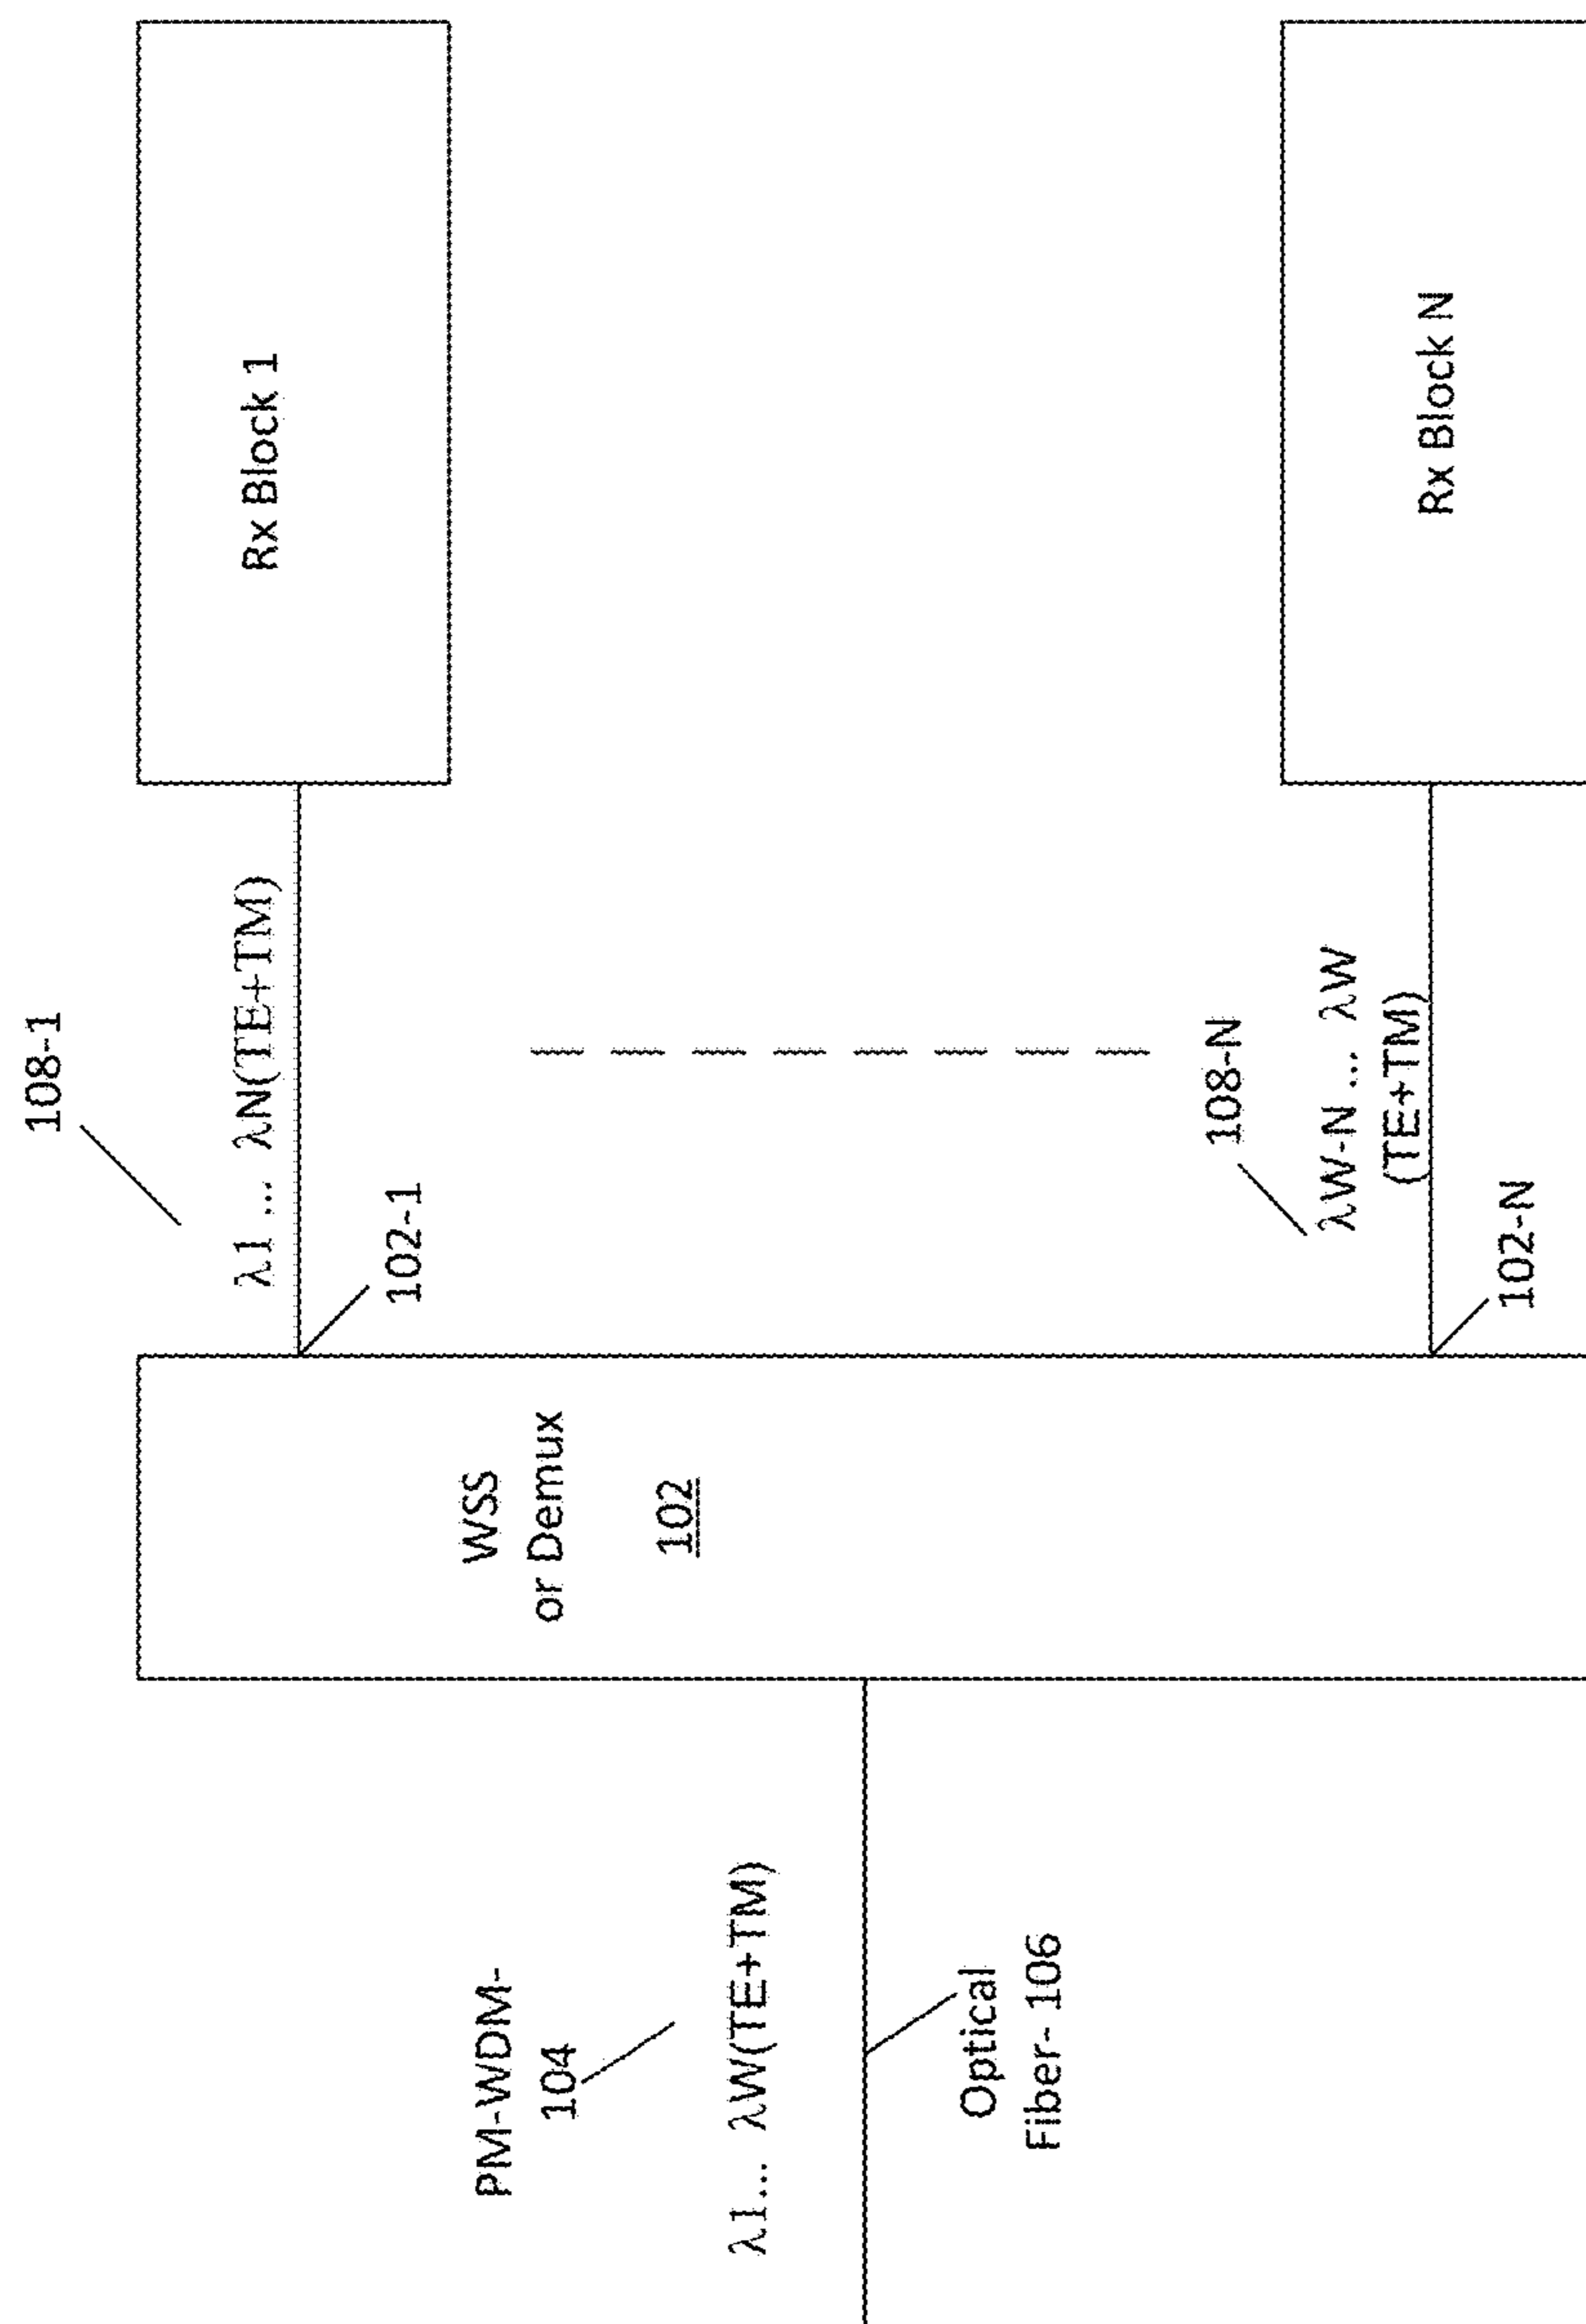 PM-WDM-
104
λ1... λW(TE+TM)
Optical
Fiber- 106
WSS
or Demux
102
108-1
λ1 ... λN(TE+TM)
102-1
Rx Block 1
108-N
λW-N ... λW
(TE+TM)
102-N
Rx Block N